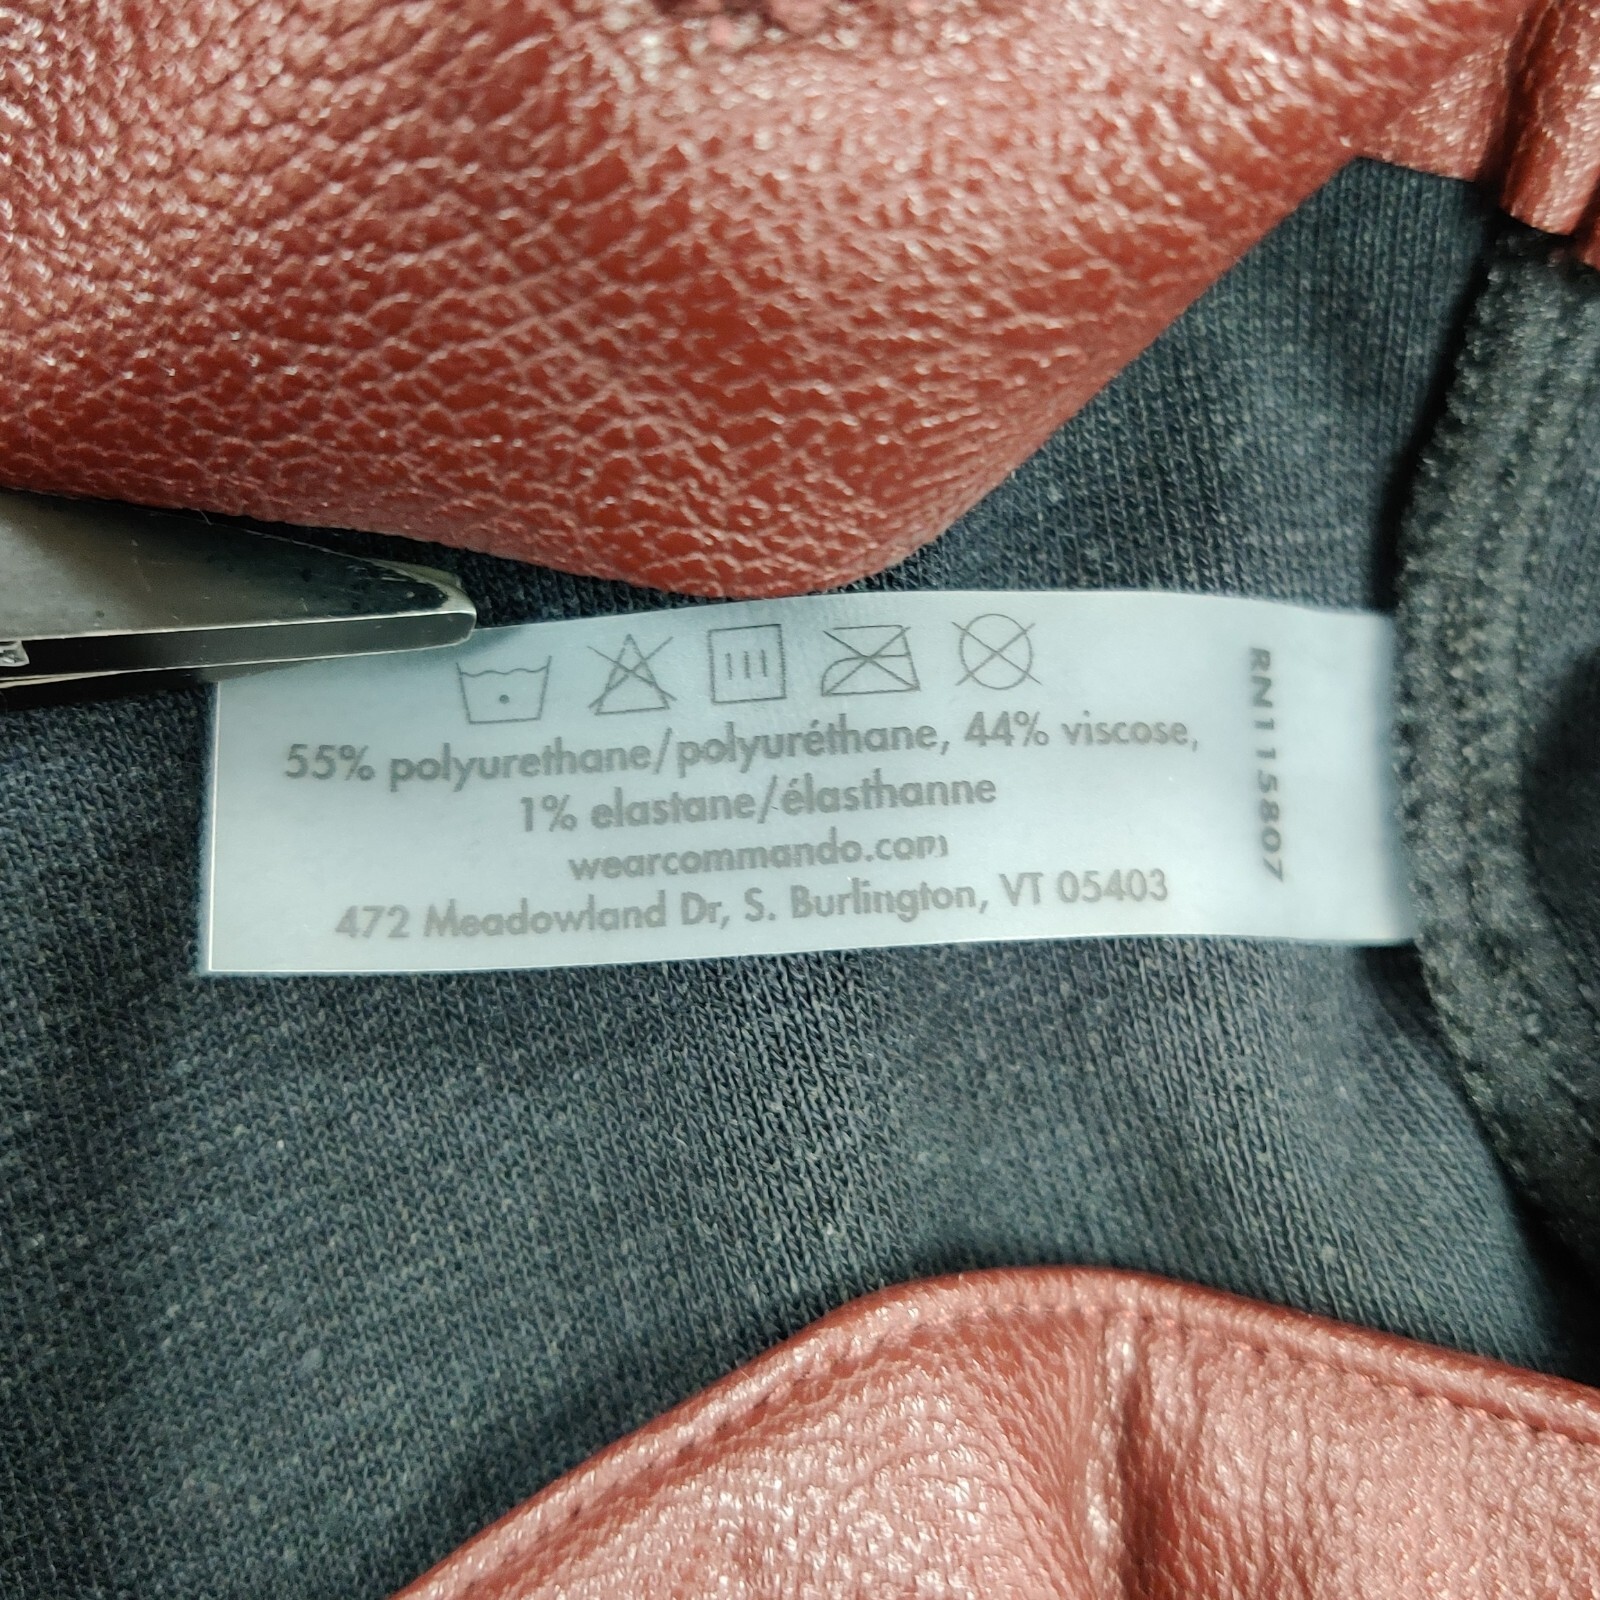 55% polyurethane/polyuréthane, 44% viscose,
1% elastane/élasthanne
wearcommando.com
472 Meadowland Dr, S. Burlington, VT 05403
RN115807